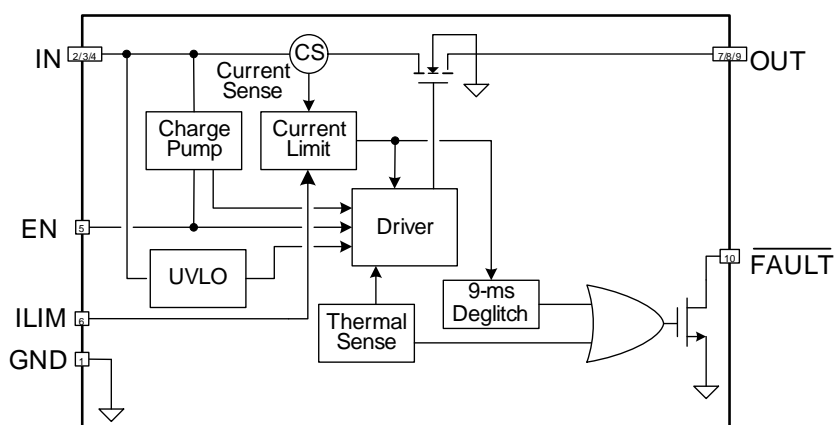 IN
2/3/4
CS
7/8/9
OUT
Current
Sense
Charge
Pump
Current
Limit
EN
5
Driver
UVLO
10
FAULT
ILIM
6
Thermal
Sense
9-ms
Deglitch
GND
1